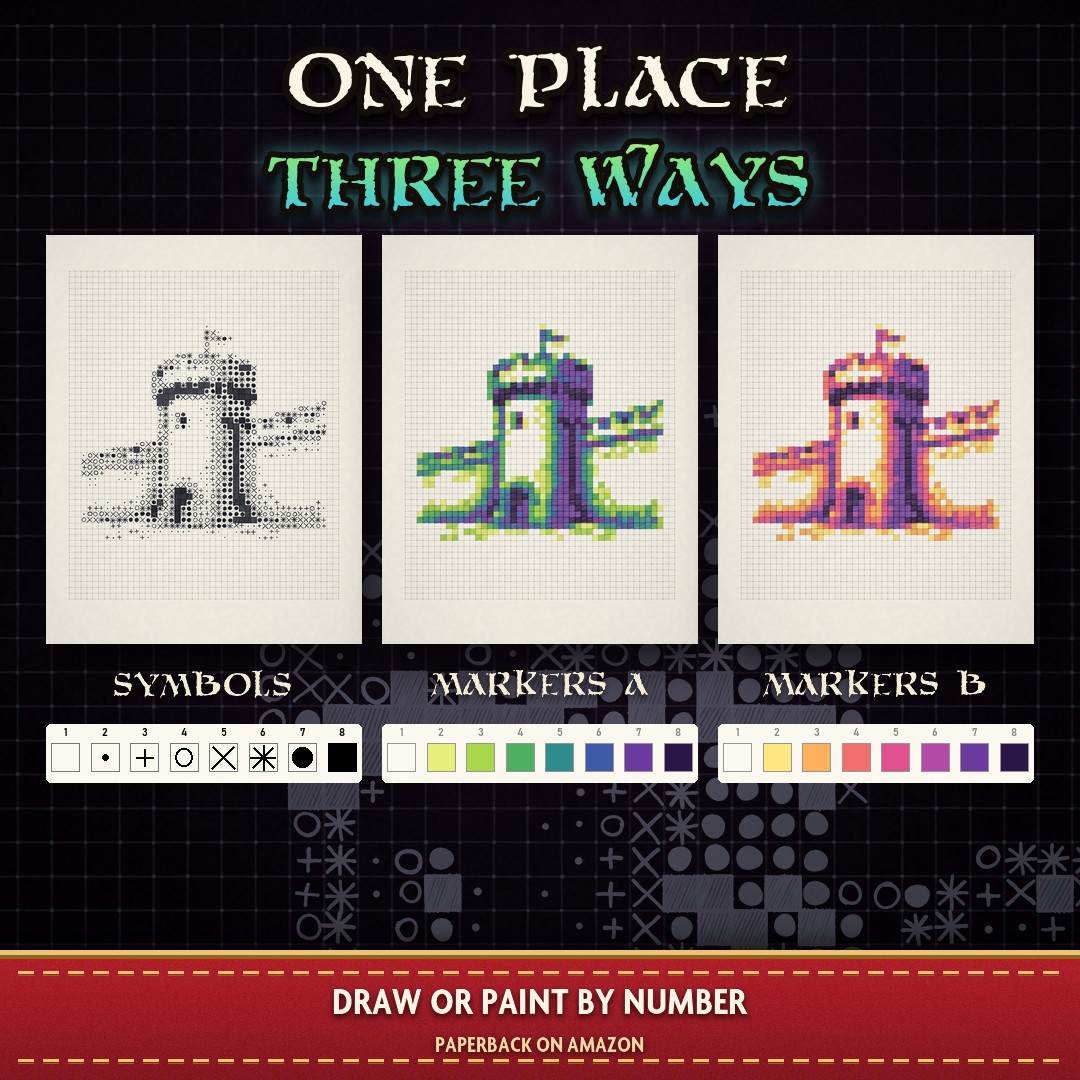 ONE PLACE
THREE WAYS
SYMBOLS
MARKERS A
MARKERS B
1 2 3 4 5 6 7 8
1 2 3 4 5 6 7 8
1 2 3 4 5 6 7 8
DRAW OR PAINT BY NUMBER
PAPERBACK ON AMAZON